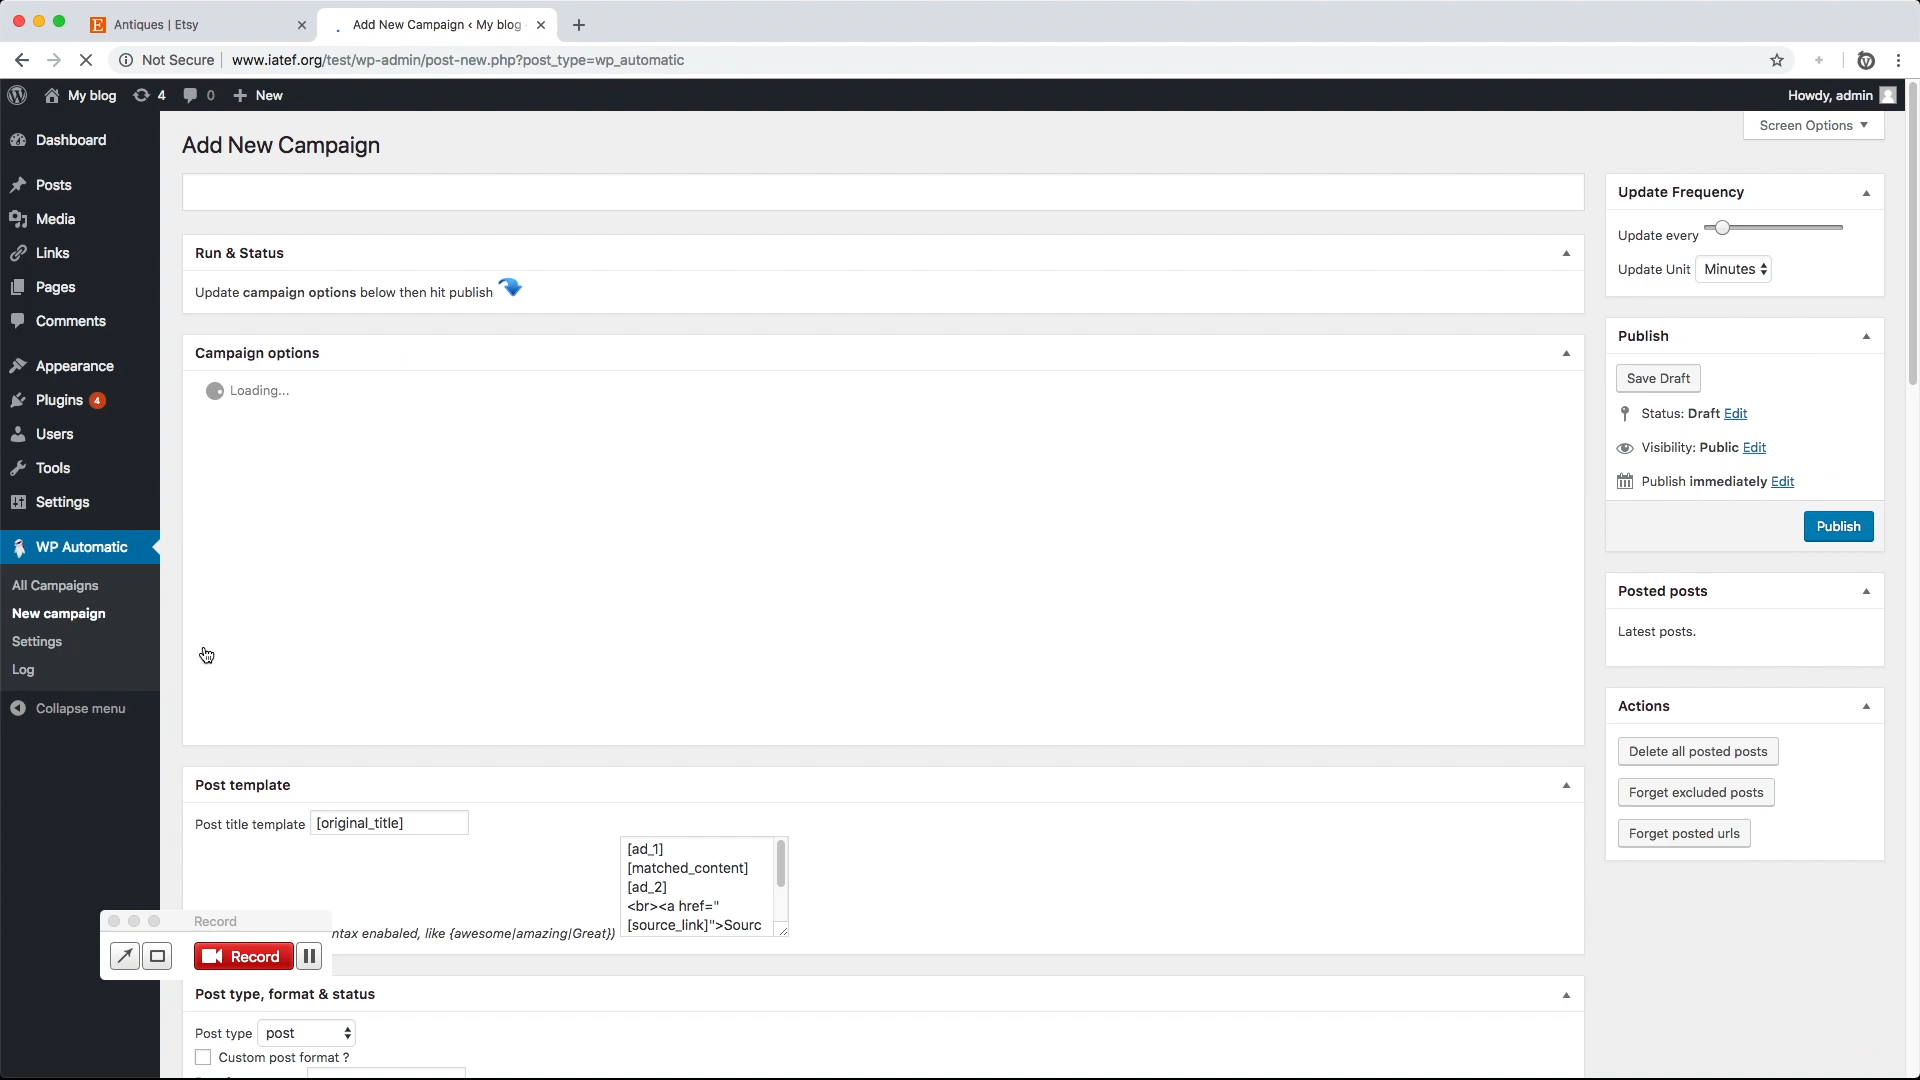 Antiques | Etsy
Add New Campaign ‹ My blog
Not Secure
www.iatef.org/test/wp-admin/post-new.php?post_type=wp_automatic
My blog
4
0
New
Howdy, admin
Screen Options
Dashboard
Posts
Media
Links
Pages
Comments
Appearance
Plugins 4
Users
Tools
Settings
WP Automatic
All Campaigns
New campaign
Settings
Log
Collapse menu
Add New Campaign
Run & Status
Update campaign options below then hit publish
Campaign options
Loading...
Post template
Post title template
[original_title]
[ad_1]
[matched_content]
[ad_2]
<br><a href="
[source_link]">Sourc
ntax enabaled, like {awesome|amazing|Great})
Record
Record
Post type, format & status
Post type
post
Custom post format ?
Update Frequency
Update every
Update Unit
Minutes
Publish
Save Draft
Status: Draft Edit
Visibility: Public Edit
Publish immediately Edit
Publish
Posted posts
Latest posts.
Actions
Delete all posted posts
Forget excluded posts
Forget posted urls